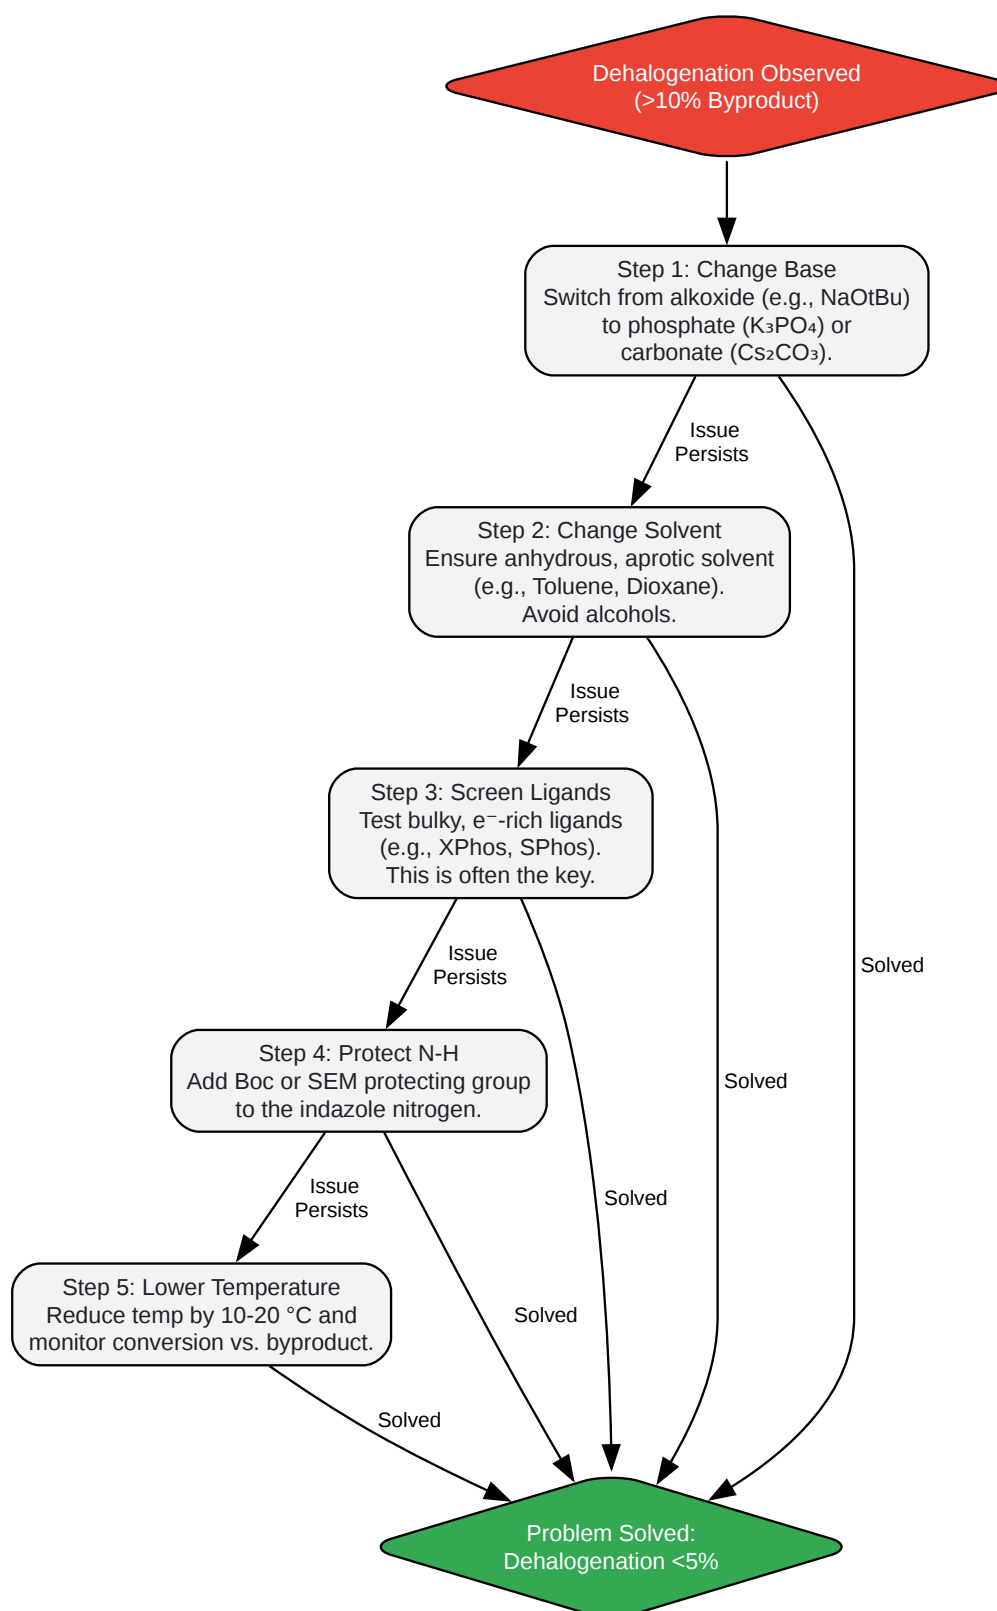 Dehalogenation Observed
(>10% Byproduct)
Step 1: Change Base
Switch from alkoxide (e.g., NaOtBu)
to phosphate (K₃PO₄) or
carbonate (Cs₂CO₃).
Issue
Persists
Step 2: Change Solvent
Ensure anhydrous, aprotic solvent
(e.g., Toluene, Dioxane).
Avoid alcohols.
Issue
Persists
Step 3: Screen Ligands
Test bulky, e⁻-rich ligands
(e.g., XPhos, SPhos).
This is often the key.
Issue
Persists
Solved
Step 4: Protect N-H
Add Boc or SEM protecting group
to the indazole nitrogen.
Solved
Issue
Persists
Solved
Step 5: Lower Temperature
Reduce temp by 10-20 °C and
monitor conversion vs. byproduct.
Solved
Solved
Problem Solved:
Dehalogenation <5%